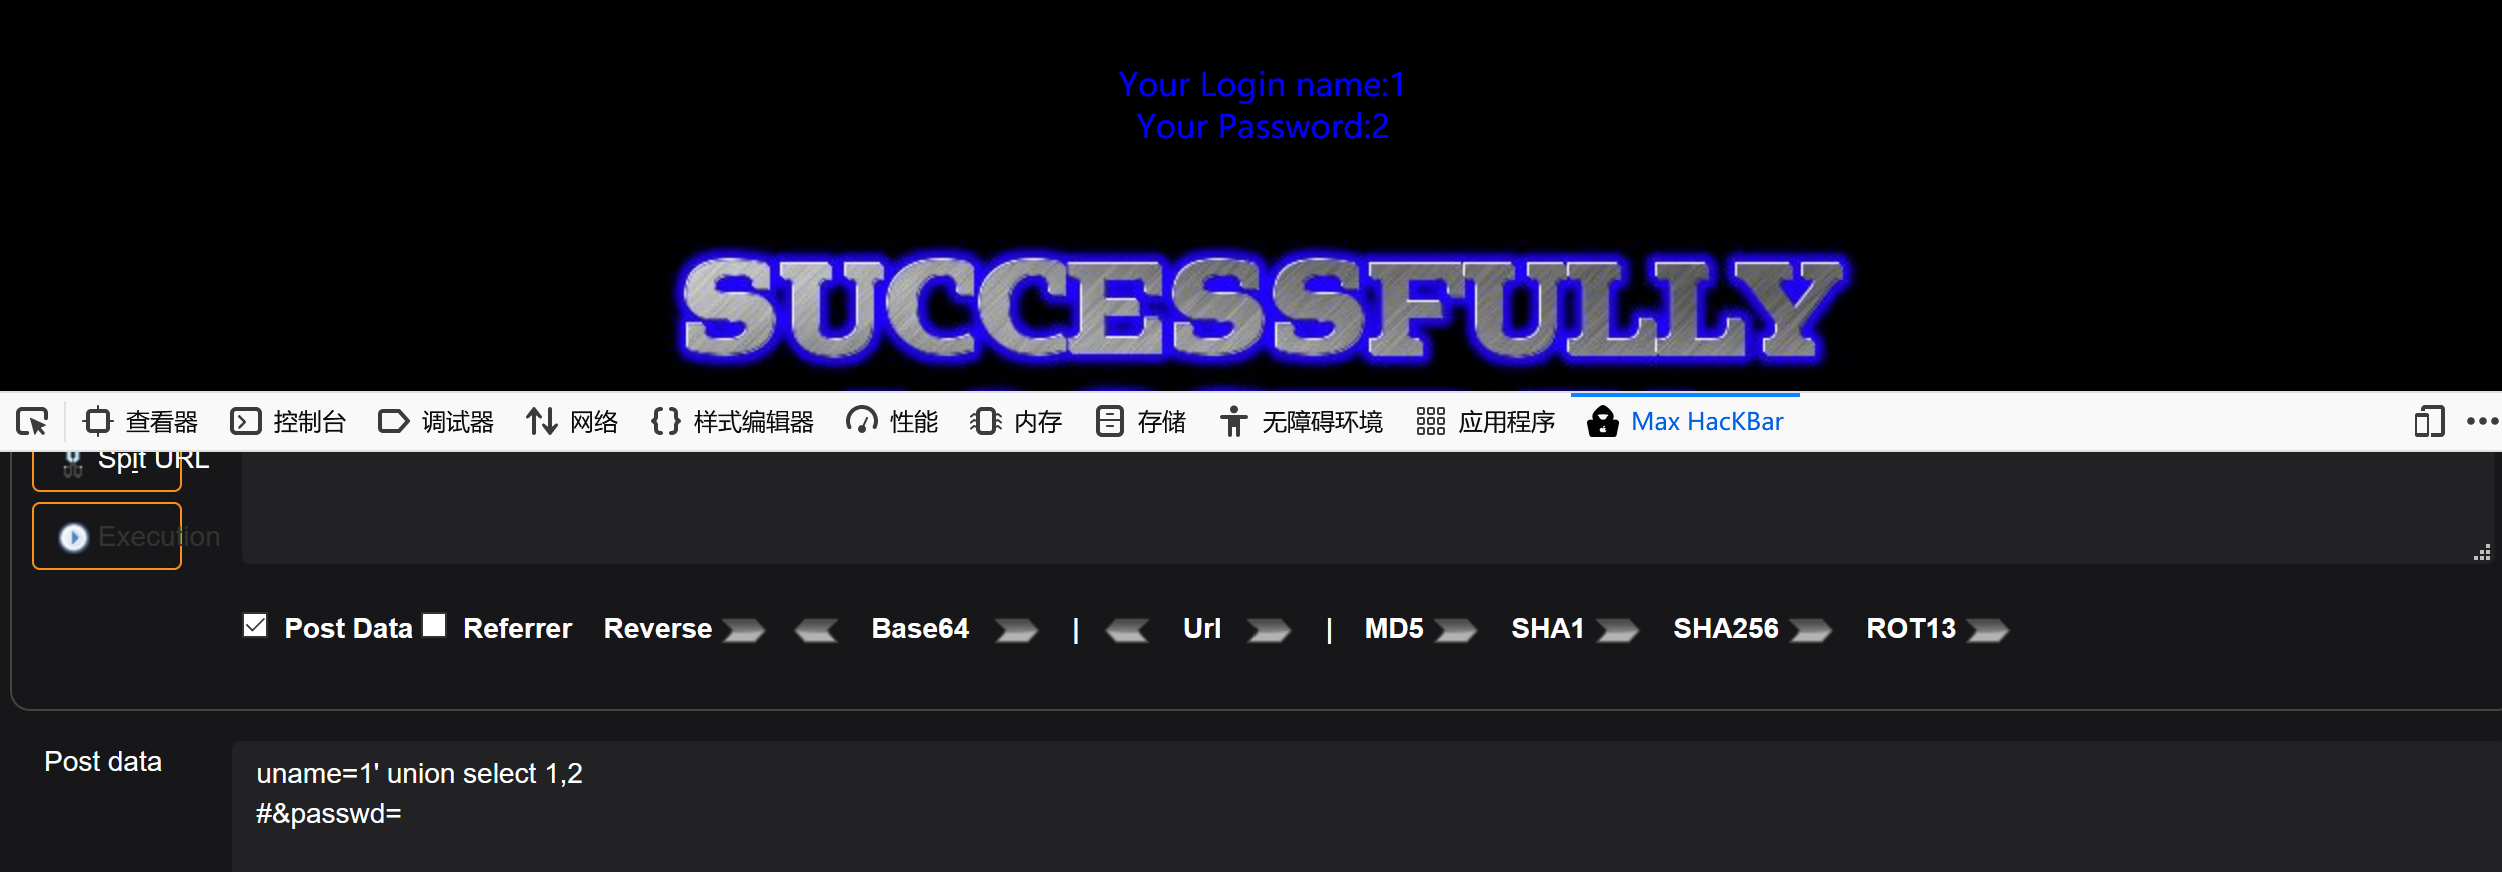 Your Login name:1
Your Password:2
SUCCESSFULLY
查看器 控制台 调试器 网络 样式编辑器 性能 内存 存储 无障碍环境 应用程序 Max HacKBar
Spit URL
Execution
Post Data Referrer Reverse Base64 | Url | MD5 SHA1 SHA256 ROT13
Post data
uname=1' union select 1,2
#&passwd=